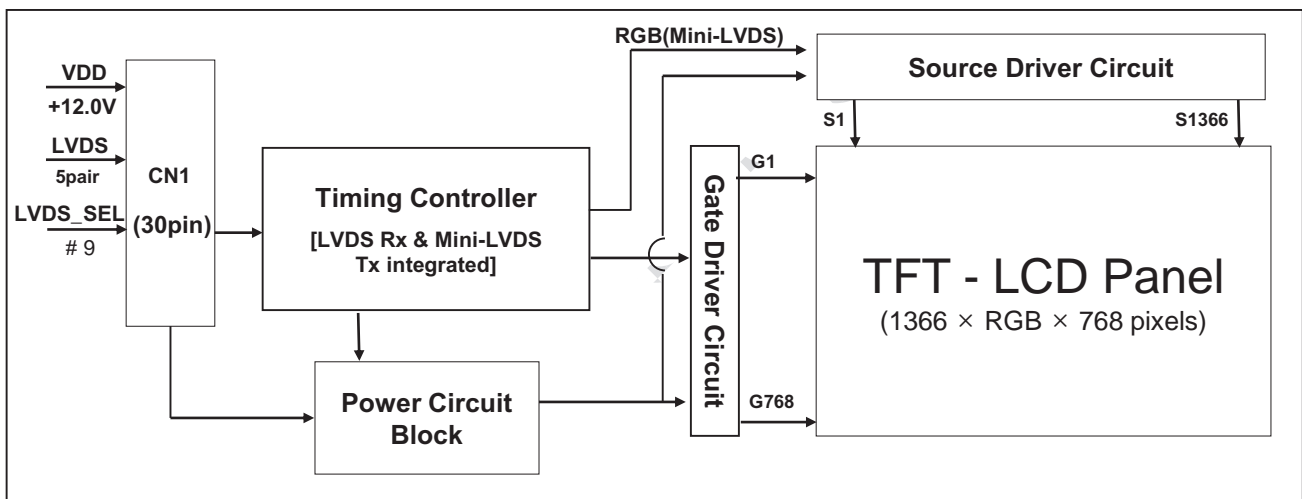 RGB(Mini-LVDS)
Source Driver Circuit
VDD
+12.0V
LVDS
5pair
LVDS_SEL
# 9
CN1
(30pin)
Timing Controller
[LVDS Rx & Mini-LVDS
Tx integrated]
Power Circuit
Block
Gate Driver Circuit
S1
S1366
G1
G768
TFT - LCD Panel
(1366 × RGB × 768 pixels)